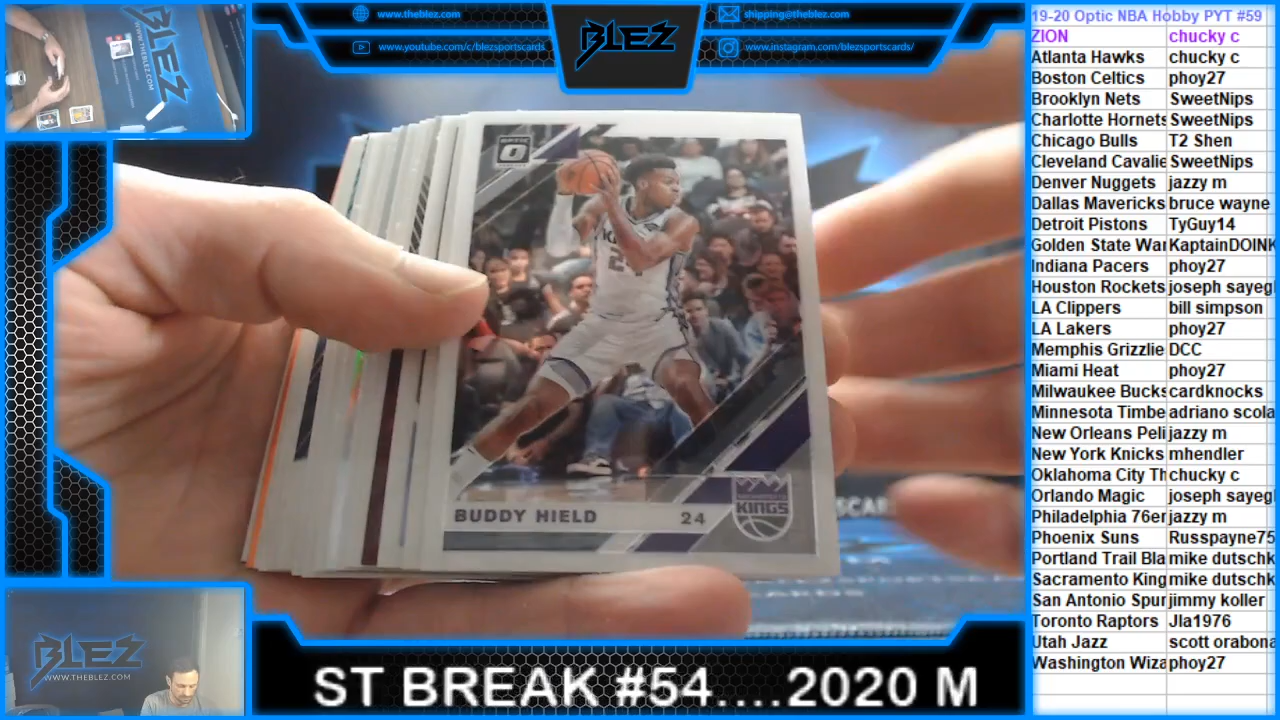 www.theblez.com
shipping@theblez.com
www.youtube.com/c/blezsportscards
www.instagram.com/blezsportscards/
BLEZ
BLEZ
WWW.THEBLEZ.COM
OPTIC
BUDDY HIELD 24
SACRAMENTO
KINGS
BLEZ
WWW.THEBLEZ.COM
ST BREAK #54....2020 M
19-20 Optic NBA Hobby PYT #59
ZION chucky c
Atlanta Hawks chucky c
Boston Celtics phoy27
Brooklyn Nets SweetNips
Charlotte Hornets SweetNips
Chicago Bulls T2 Shen
Cleveland Cavalie SweetNips
Denver Nuggets jazzy m
Dallas Mavericks bruce wayne
Detroit Pistons TyGuy14
Golden State War KaptainDOINK
Indiana Pacers phoy27
Houston Rockets joseph sayeg
LA Clippers bill simpson
LA Lakers phoy27
Memphis Grizzlie DCC
Miami Heat phoy27
Milwaukee Bucks cardknocks
Minnesota Timbe adriano scola
New Orleans Peli jazzy m
New York Knicks mhendler
Oklahoma City Th chucky c
Orlando Magic joseph sayeg
Philadelphia 76er jazzy m
Phoenix Suns Russpayne75
Portland Trail Bla mike dutschk
Sacramento King mike dutschk
San Antonio Spur jimmy koller
Toronto Raptors Jla1976
Utah Jazz scott orabona
Washington Wiza phoy27